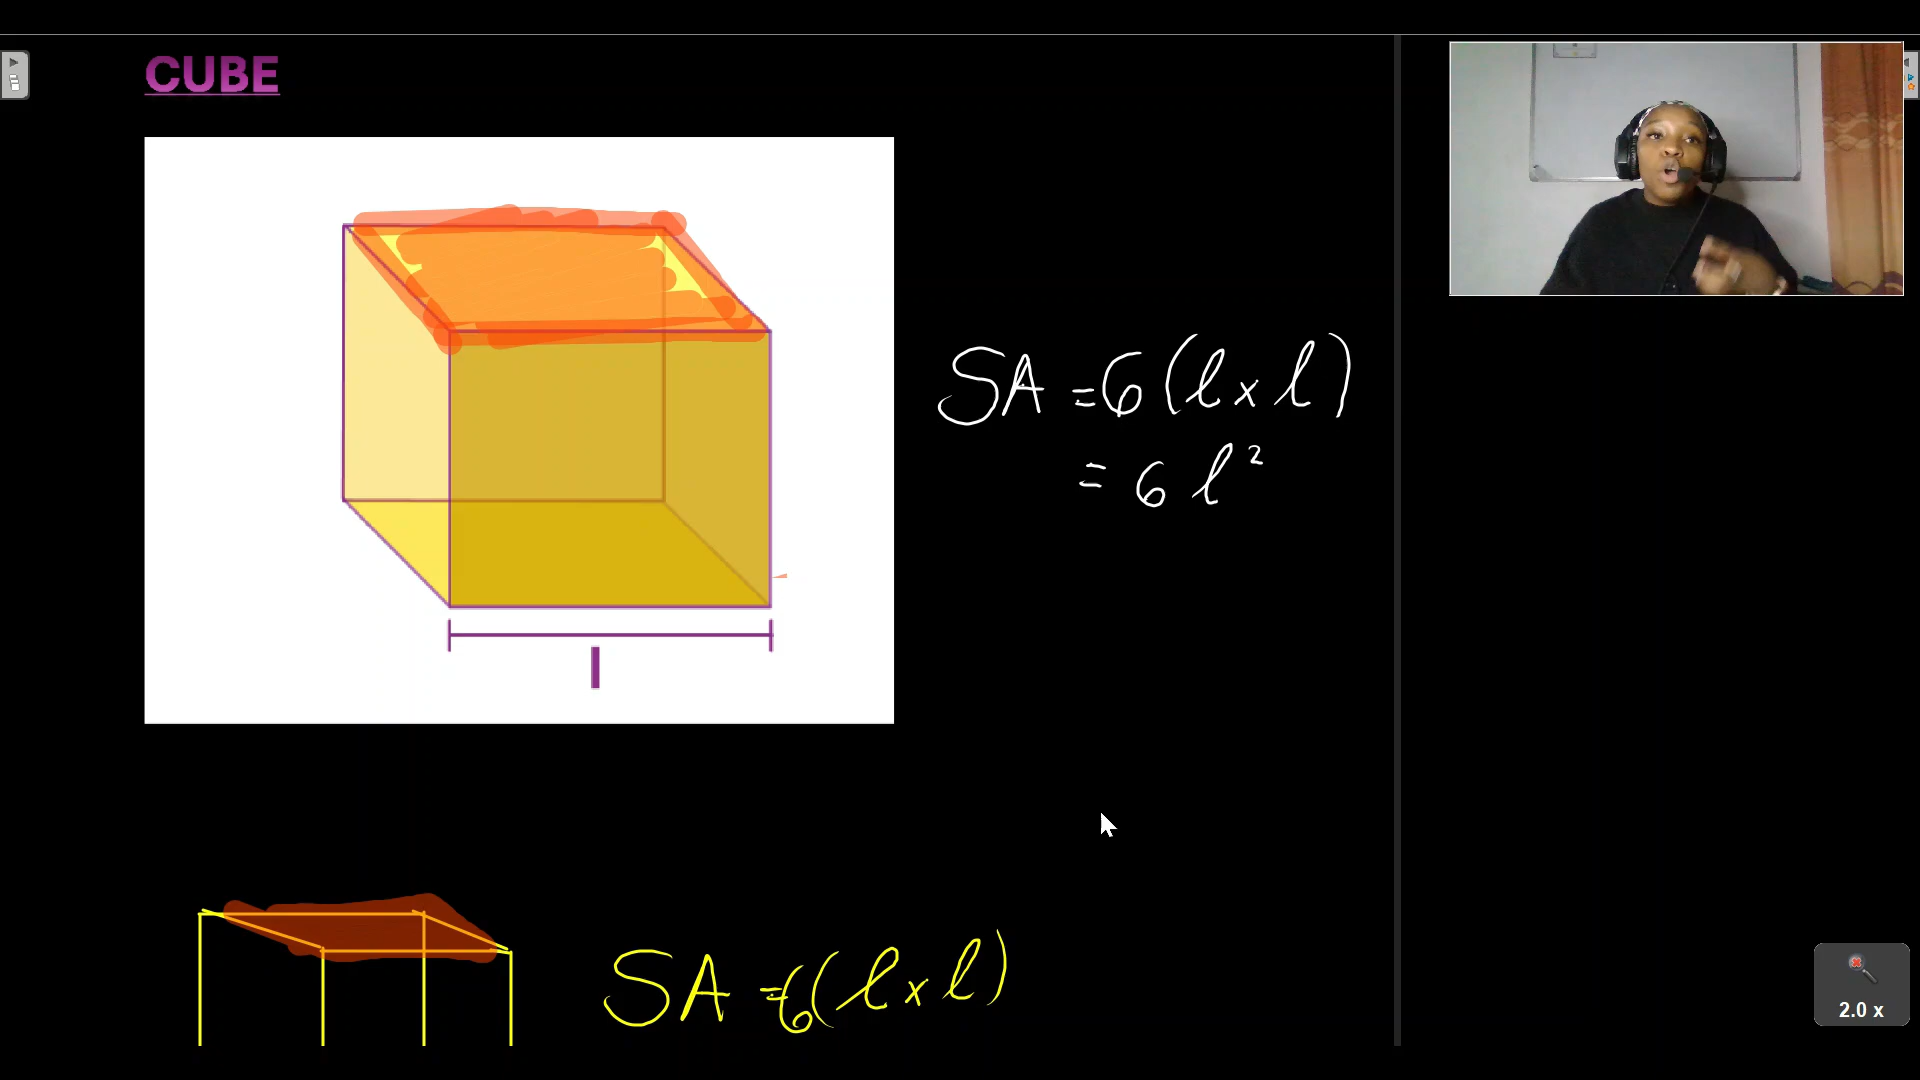 CUBE
SA = 6 (l x l)
= 6 l²
l
SA = 6 (l x l)
2.0 x